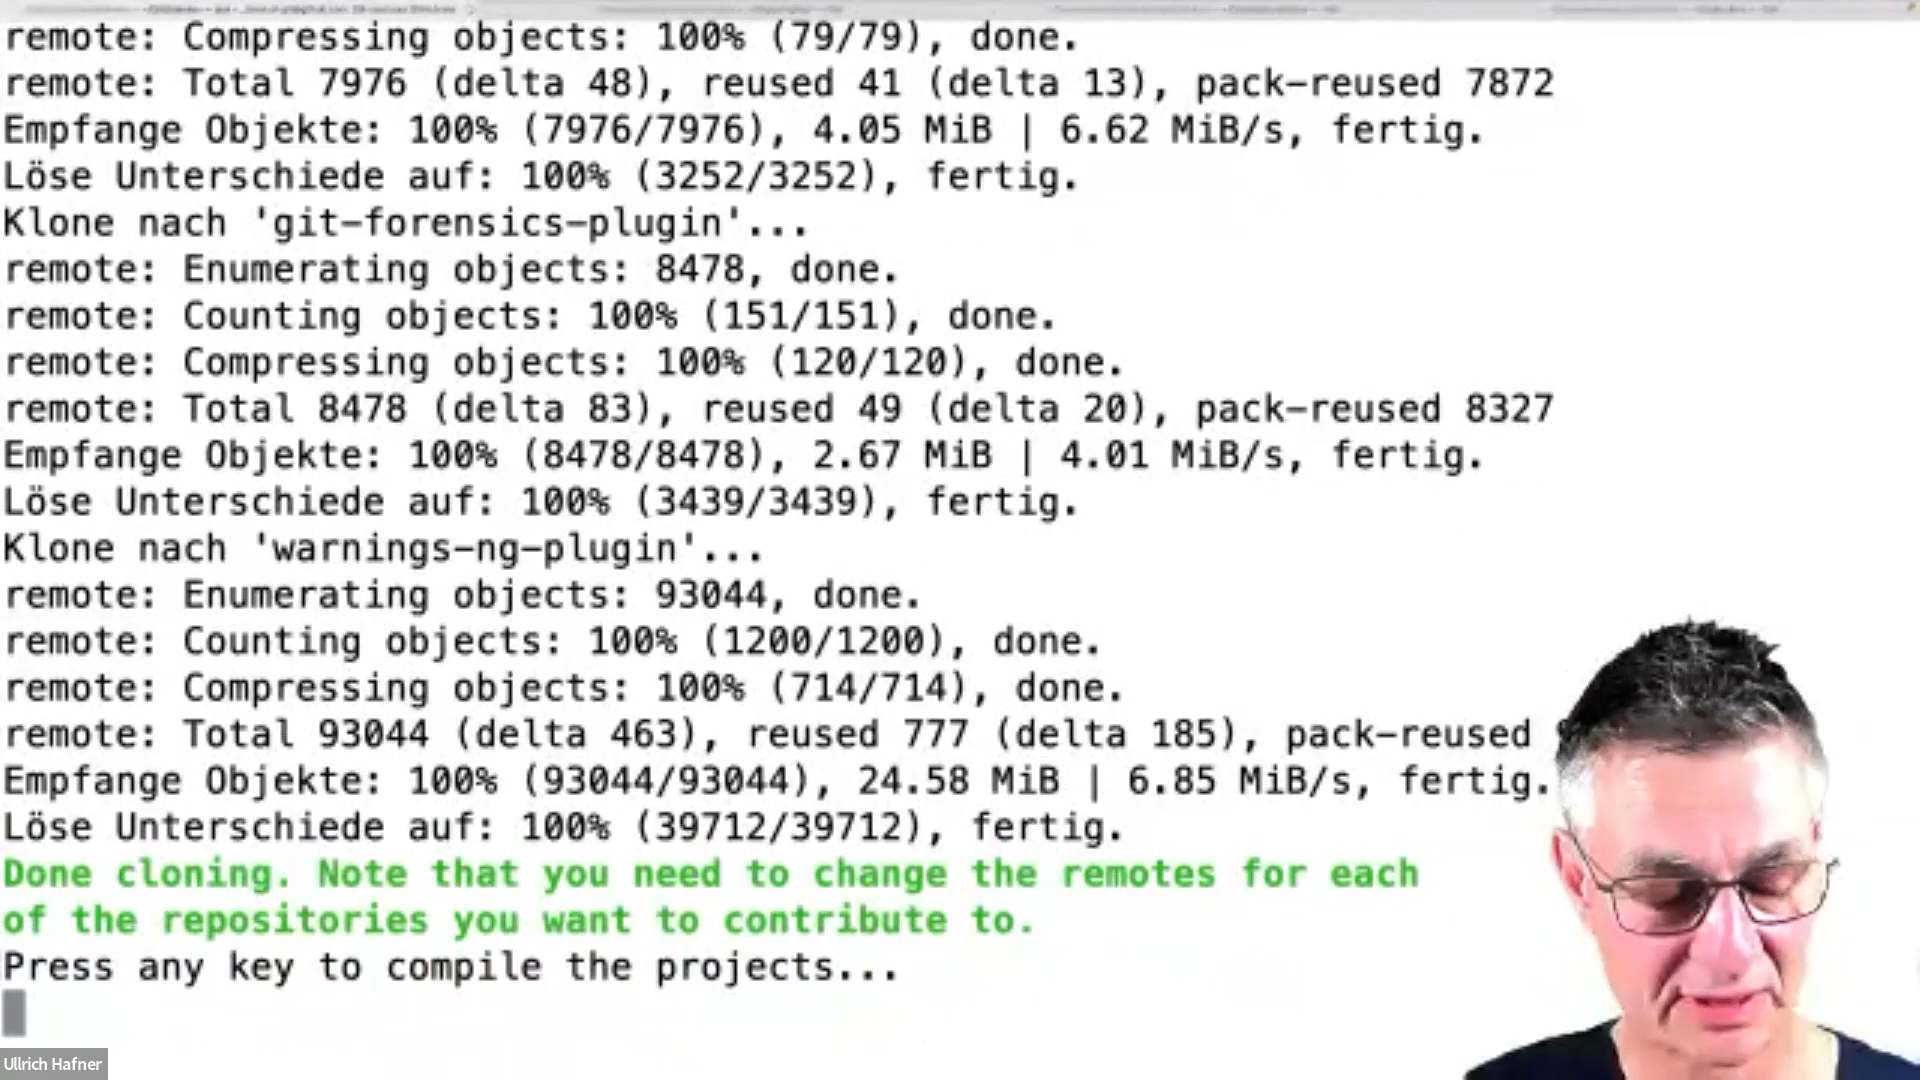 remote: Compressing objects: 100% (79/79), done.
remote: Total 7976 (delta 48), reused 41 (delta 13), pack-reused 7872
Empfange Objekte: 100% (7976/7976), 4.05 MiB | 6.62 MiB/s, fertig.
Löse Unterschiede auf: 100% (3252/3252), fertig.
Klone nach 'git-forensics-plugin'...
remote: Enumerating objects: 8478, done.
remote: Counting objects: 100% (151/151), done.
remote: Compressing objects: 100% (120/120), done.
remote: Total 8478 (delta 83), reused 49 (delta 20), pack-reused 8327
Empfange Objekte: 100% (8478/8478), 2.67 MiB | 4.01 MiB/s, fertig.
Löse Unterschiede auf: 100% (3439/3439), fertig.
Klone nach 'warnings-ng-plugin'...
remote: Enumerating objects: 93044, done.
remote: Counting objects: 100% (1200/1200), done.
remote: Compressing objects: 100% (714/714), done.
remote: Total 93044 (delta 463), reused 777 (delta 185), pack-reused
Empfange Objekte: 100% (93044/93044), 24.58 MiB | 6.85 MiB/s, fertig.
Löse Unterschiede auf: 100% (39712/39712), fertig.
Done cloning. Note that you need to change the remotes for each
of the repositories you want to contribute to.
Press any key to compile the projects...
Ullrich Hafner